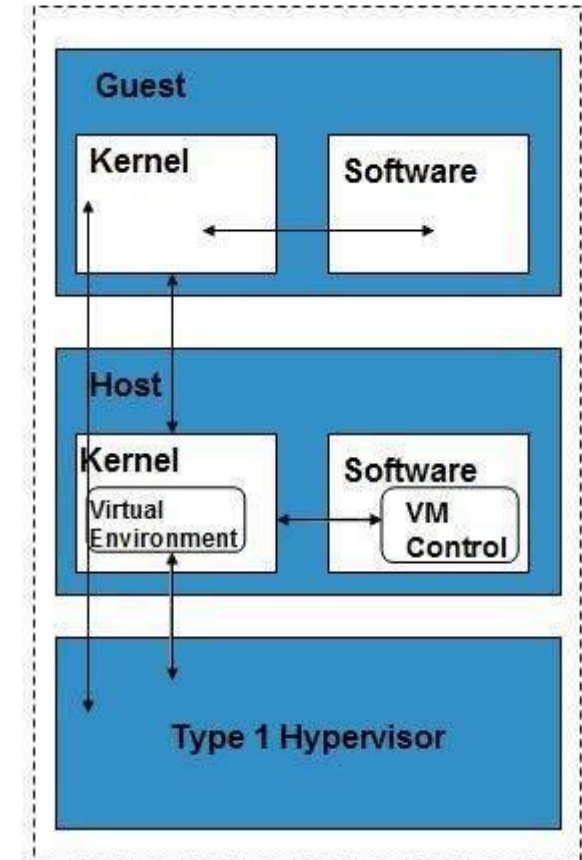 Guest
Kernel
Software
Host
Kernel
Software
Virtual
Environment
VM
Control
Type 1 Hypervisor